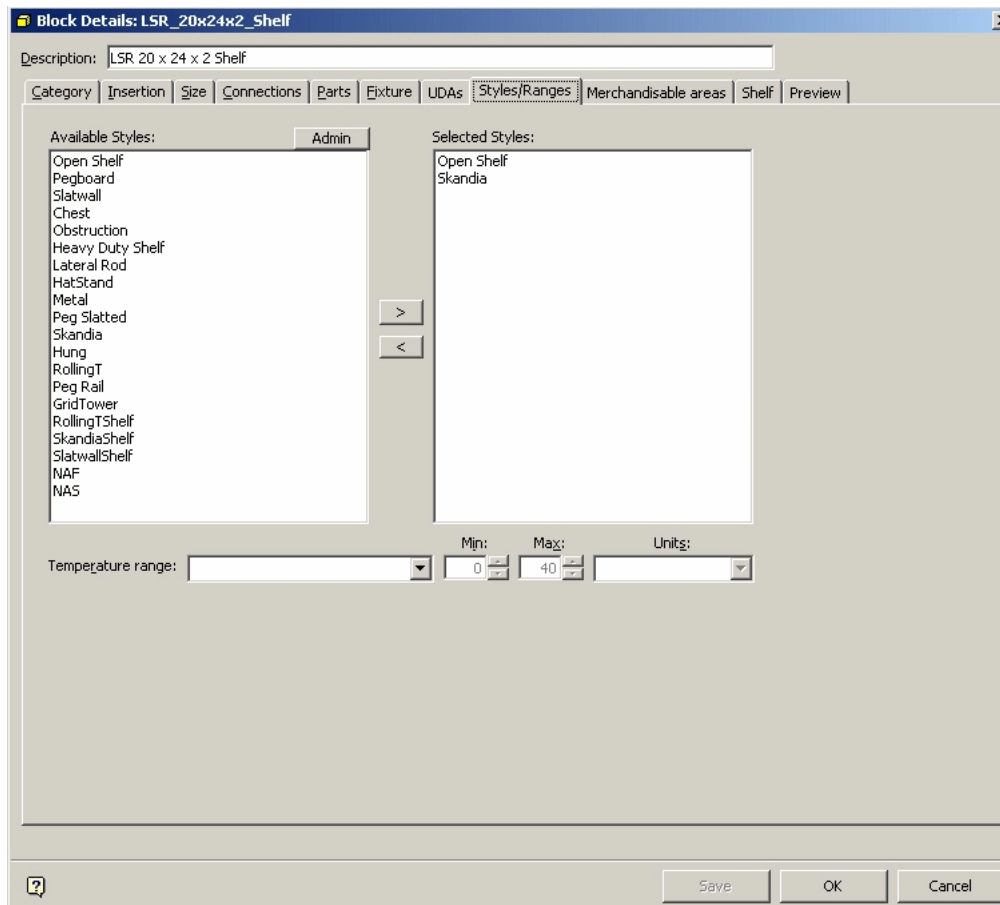 Block Details: LSR_20x24x2_Shelf
Description: LSR 20 x 24 x 2 Shelf
Category Insertion Size Connections Parts Fixture UDAs Styles/Ranges Merchandisable areas Shelf Preview
Available Styles: Admin Selected Styles:
Open Shelf
Pegboard
Slatwall
Chest
Obstruction
Heavy Duty Shelf
Lateral Rod
HatStand
Metal
Peg Slatted
Skandia
Hung
RollingT
Peg Rail
GridTower
RollingTShelf
SkandiaShelf
SlatwallShelf
NAF
NAS
>
<
Open Shelf
Skandia
Min: Max: Units:
Temperature range: 0 40
? Save OK Cancel